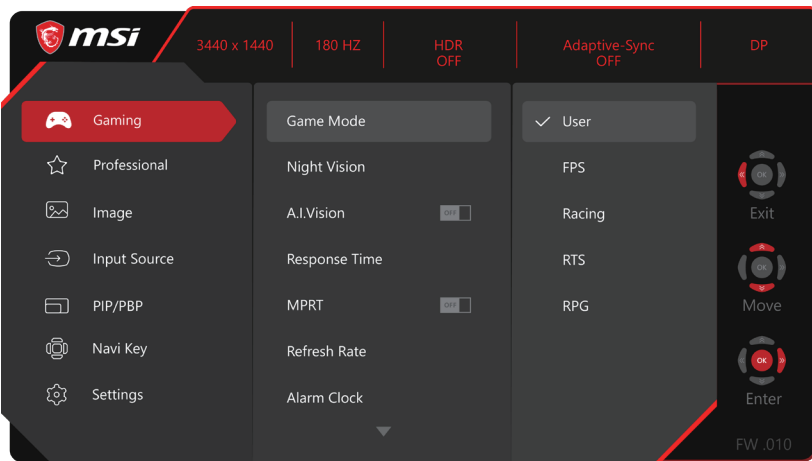 msi
3440 x 1440
180 HZ
HDR
OFF
Adaptive-Sync
OFF
DP
Gaming
Professional
Image
Input Source
PIP/PBP
Navi Key
Settings
Game Mode
Night Vision
A.I.Vision
OFF
Response Time
MPRT
OFF
Refresh Rate
Alarm Clock
User
FPS
Racing
RTS
RPG
OK
Exit
OK
Move
OK
Enter
FW .010